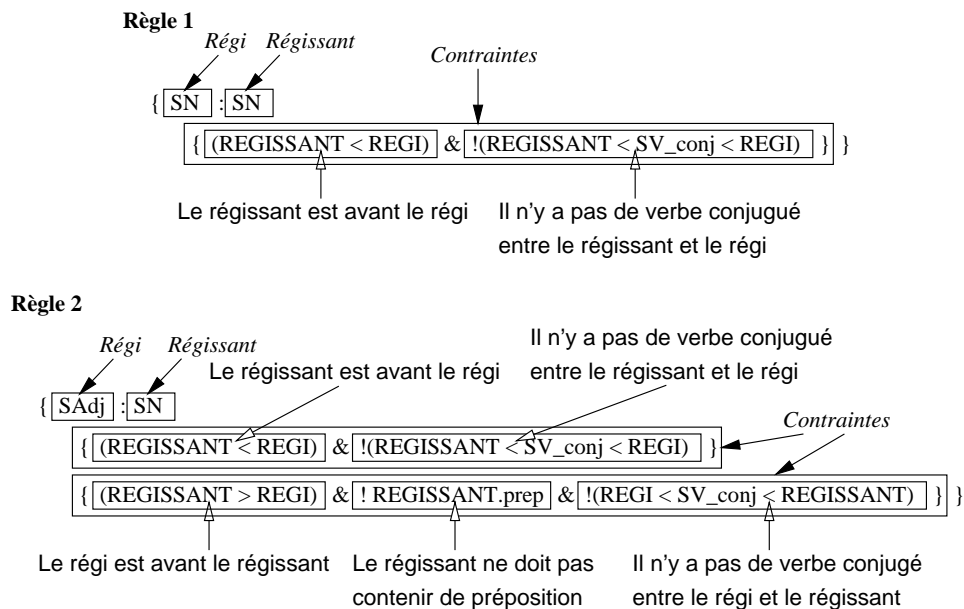 Règle 1
Régi Régissant
Contraintes
{ SN : SN
{ (REGISSANT < REGI) & !(REGISSANT < SV_conj < REGI) } }
Le régissant est avant le régi Il n'y a pas de verbe conjugué
entre le régissant et le régi
Règle 2
Il n'y a pas de verbe conjugué
Régi Régissant
Le régissant est avant le régi entre le régissant et le régi
{ SAdj : SN
Contraintes
{ (REGISSANT < REGI) & !(REGISSANT < SV_conj < REGI) }
{ (REGISSANT > REGI) & ! REGISSANT.prep & !(REGI < SV_conj < REGISSANT) } }
Le régi est avant le régissant Le régissant ne doit pas Il n'y a pas de verbe conjugé
contenir de préposition entre le régi et le régissant